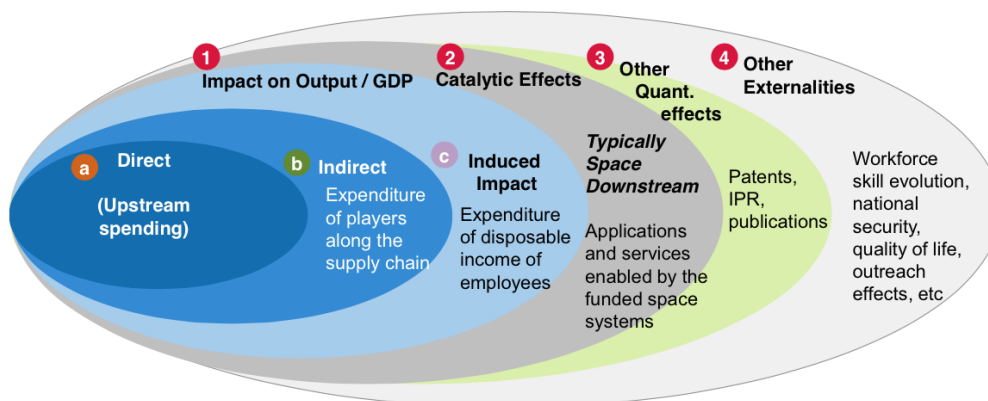 1
Impact on Output / GDP
2
Catalytic Effects
3
Other
Quant.
effects
4
Other
Externalities
a
Direct
(Upstream
spending)
b
Indirect
Expenditure
of players
along the
supply chain
c
Induced
Impact
Expenditure
of disposable
income of
employees
Typically
Space
Downstream
Applications
and services
enabled by the
funded space
systems
Patents,
IPR,
publications
Workforce
skill evolution,
national
security,
quality of life,
outreach
effects, etc